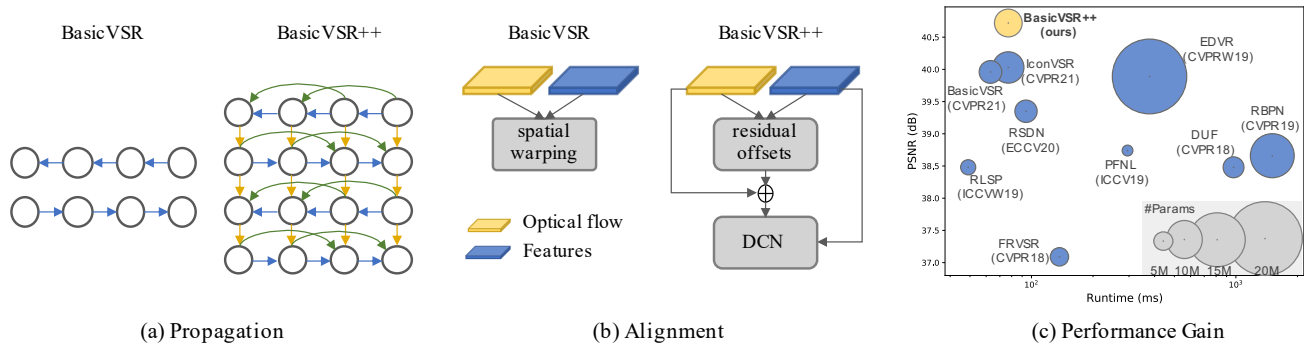 BasicVSR
BasicVSR++
(a) Propagation
BasicVSR
BasicVSR++
spatial
warping
residual
offsets
DCN
Optical flow
Features
(b) Alignment
PSNR (dB)
40.5
40.0
39.5
39.0
38.5
38.0
37.5
37.0
BasicVSR++
(ours)
IconVSR
(CVPR21)
BasicVSR
(CVPR21)
EDVR
(CVPRW19)
RSDN
(ECCV20)
RBPN
(CVPR19)
DUF
(CVPR18)
PFNL
(ICCV19)
RLSP
(ICCVW19)
FRVSR
(CVPR18)
#Params
5M 10M 15M 20M
10²
10³
Runtime (ms)
(c) Performance Gain